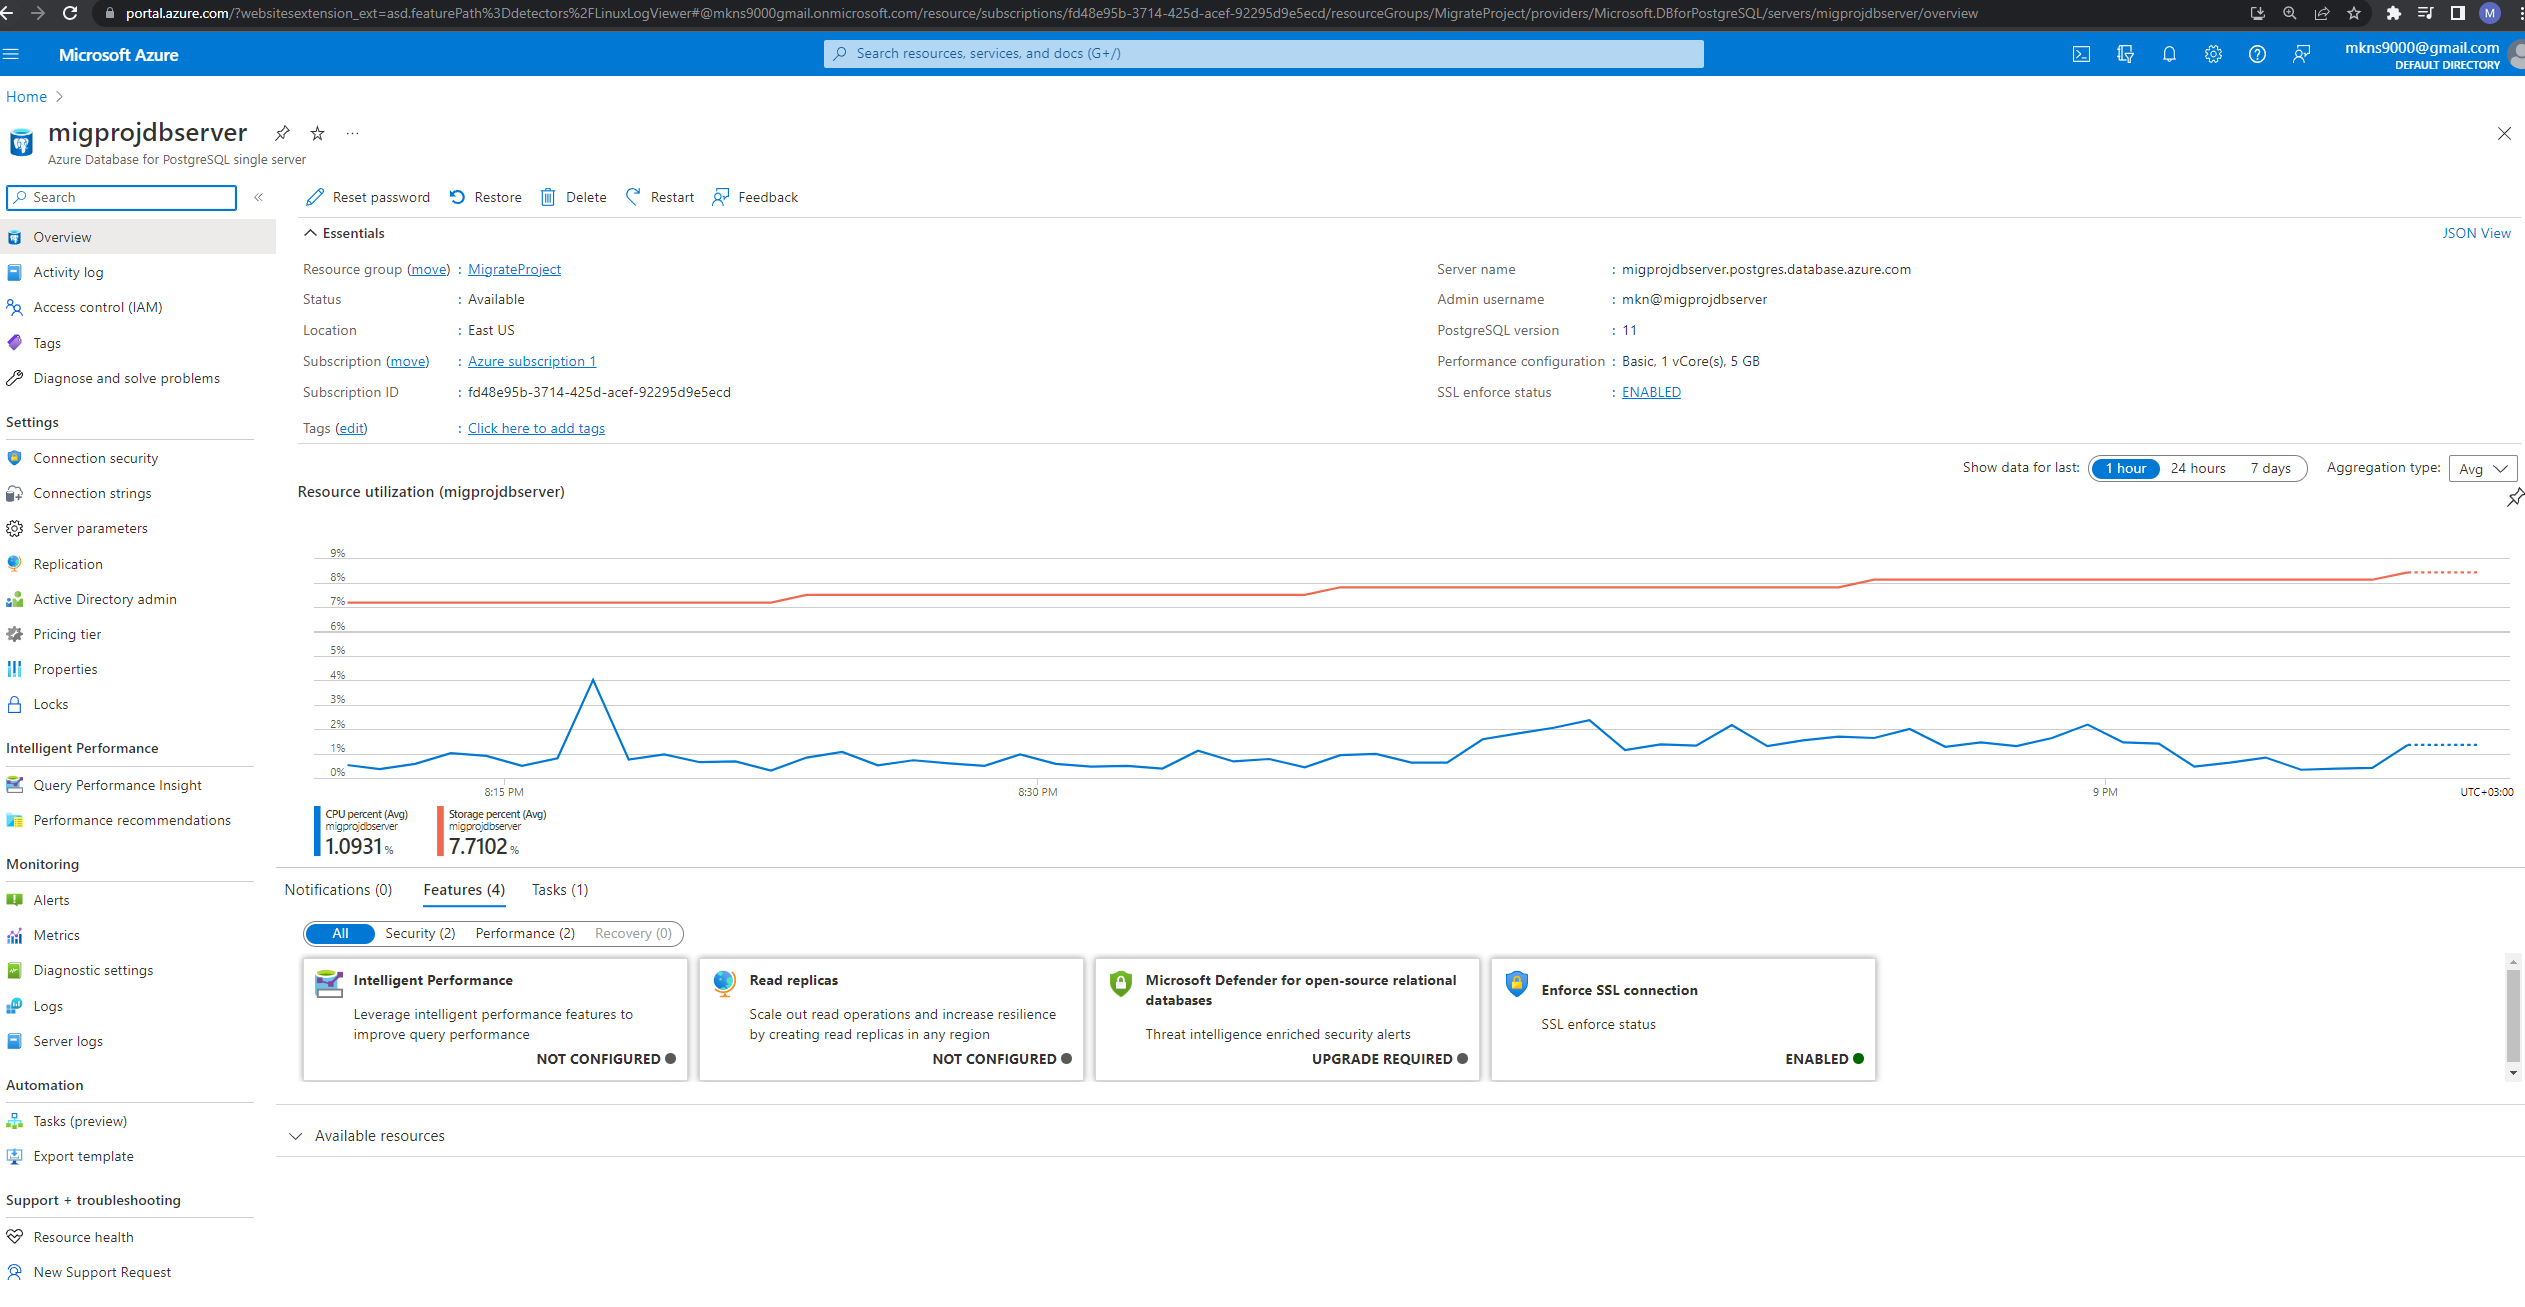 portal.azure.com/?websitesextension_ext=asd.featurePath%3Ddetectors%2FLinuxLogViewer#@mkns9000gmail.onmicrosoft.com/resource/subscriptions/fd48e95b-3714-425d-acef-92295d9e5ecd/resourceGroups/MigrateProject/providers/Microsoft.DBforPostgreSQL/servers/migprojdbserver/overview
M
Microsoft Azure
Search resources, services, and docs (G+/)
mkns9000@gmail.com
DEFAULT DIRECTORY
Home
migprojdbserver
Azure Database for PostgreSQL single server
Search
Overview
Activity log
Access control (IAM)
Tags
Diagnose and solve problems
Settings
Connection security
Connection strings
Server parameters
Replication
Active Directory admin
Pricing tier
Properties
Locks
Intelligent Performance
Query Performance Insight
Performance recommendations
Monitoring
Alerts
Metrics
Diagnostic settings
Logs
Server logs
Automation
Tasks (preview)
Export template
Support + troubleshooting
Resource health
New Support Request
Reset password Restore Delete Restart Feedback
Essentials
JSON View
Resource group (move) : MigrateProject
Status : Available
Location : East US
Subscription (move) : Azure subscription 1
Subscription ID : fd48e95b-3714-425d-acef-92295d9e5ecd
Tags (edit) : Click here to add tags
Server name : migprojdbserver.postgres.database.azure.com
Admin username : mkn@migprojdbserver
PostgreSQL version : 11
Performance configuration : Basic, 1 vCore(s), 5 GB
SSL enforce status : ENABLED
Show data for last: 1 hour 24 hours 7 days Aggregation type: Avg
Resource utilization (migprojdbserver)
9%
8%
7%
6%
5%
4%
3%
2%
1%
0%
8:15 PM 8:30 PM 9 PM UTC+03:00
CPU percent (Avg)
migprojdbserver
1.0931 %
Storage percent (Avg)
migprojdbserver
7.7102 %
Notifications (0) Features (4) Tasks (1)
All Security (2) Performance (2) Recovery (0)
Intelligent Performance
Leverage intelligent performance features to
improve query performance
NOT CONFIGURED
Read replicas
Scale out read operations and increase resilience
by creating read replicas in any region
NOT CONFIGURED
Microsoft Defender for open-source relational
databases
Threat intelligence enriched security alerts
UPGRADE REQUIRED
Enforce SSL connection
SSL enforce status
ENABLED
Available resources